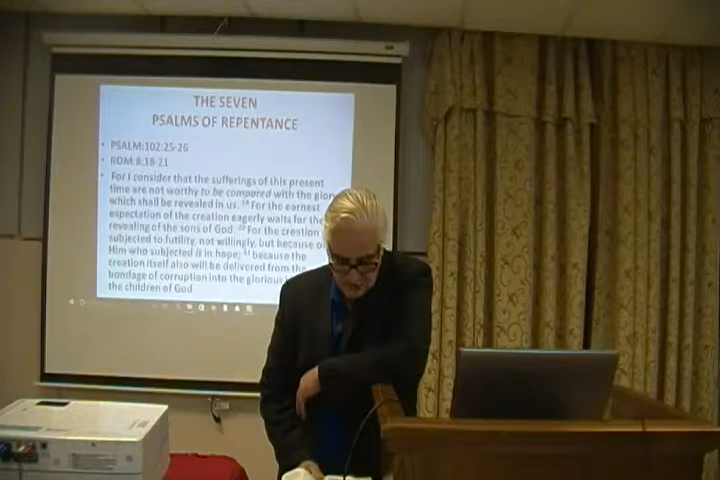 THE SEVEN
PSALMS OF REPENTANCE
• PSALM:102:25-26
• ROM:8:18-21
• For I consider that the sufferings of this present
time are not worthy to be compared with the glory
which shall be revealed in us. 19 For the earnest
expectation of the creation eagerly waits for the
revealing of the sons of God. 20 For the creation
subjected to futility, not willingly, but because
Him who subjected it in hope; 21 because the
creation itself also will be delivered from the
bondage of corruption into the glorious
the children of God